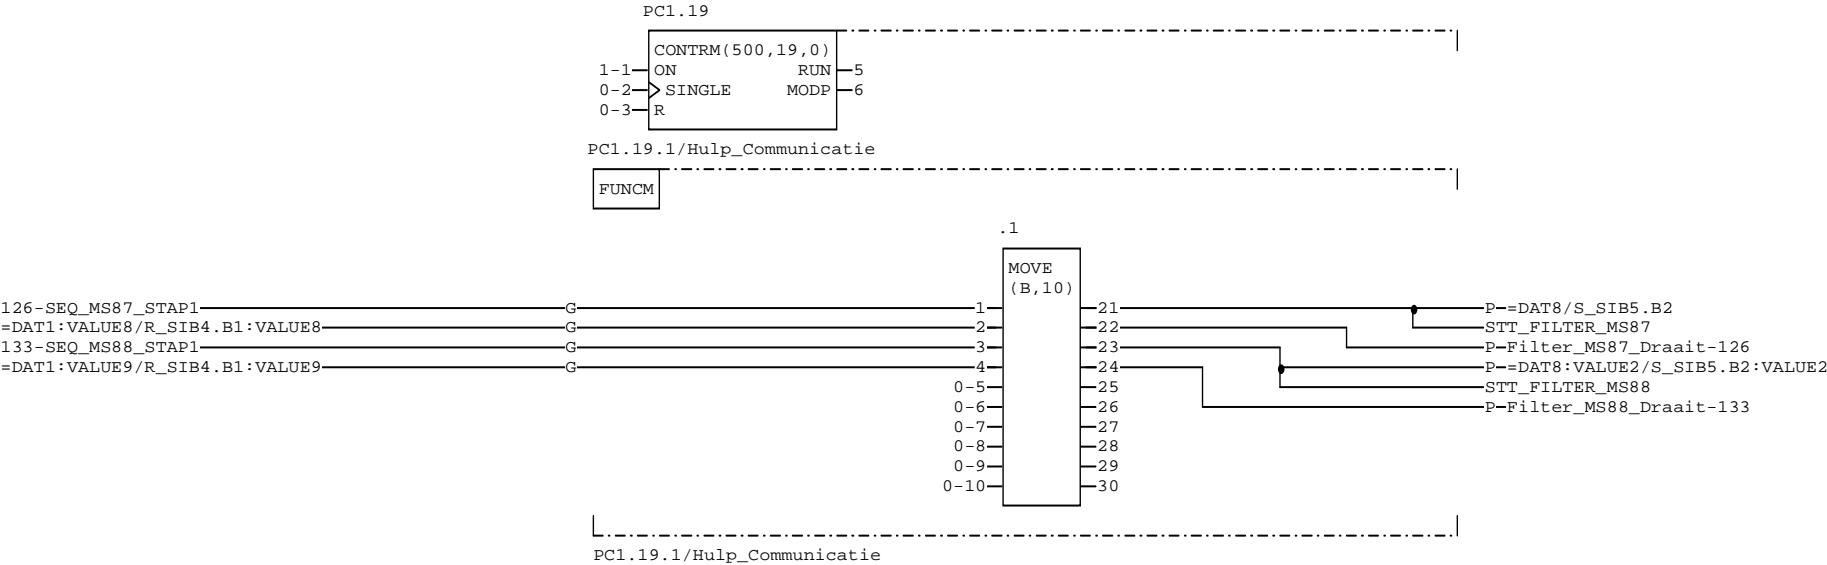 PC1.19
CONTRM(500,19,0)
1-1 ON RUN 5
0-2 SINGLE MODP 6
0-3 R
PC1.19.1/Hulp_Communicatie
FUNCM
.1
MOVE
(B,10)
126-SEQ_MS87_STAP1 G 1 21 P-=DAT8/S_SIB5.B2
=DAT1:VALUE8/R_SIB4.B1:VALUE8 G 2 22 STT_FILTER_MS87
133-SEQ_MS88_STAP1 G 3 23 P-Filter_MS87_Draait-126
=DAT1:VALUE9/R_SIB4.B1:VALUE9 G 4 24 P-=DAT8:VALUE2/S_SIB5.B2:VALUE2
0-5 25 STT_FILTER_MS88
0-6 26 P-Filter_MS88_Draait-133
0-7 27
0-8 28
0-9 29
0-10 30
PC1.19.1/Hulp_Communicatie